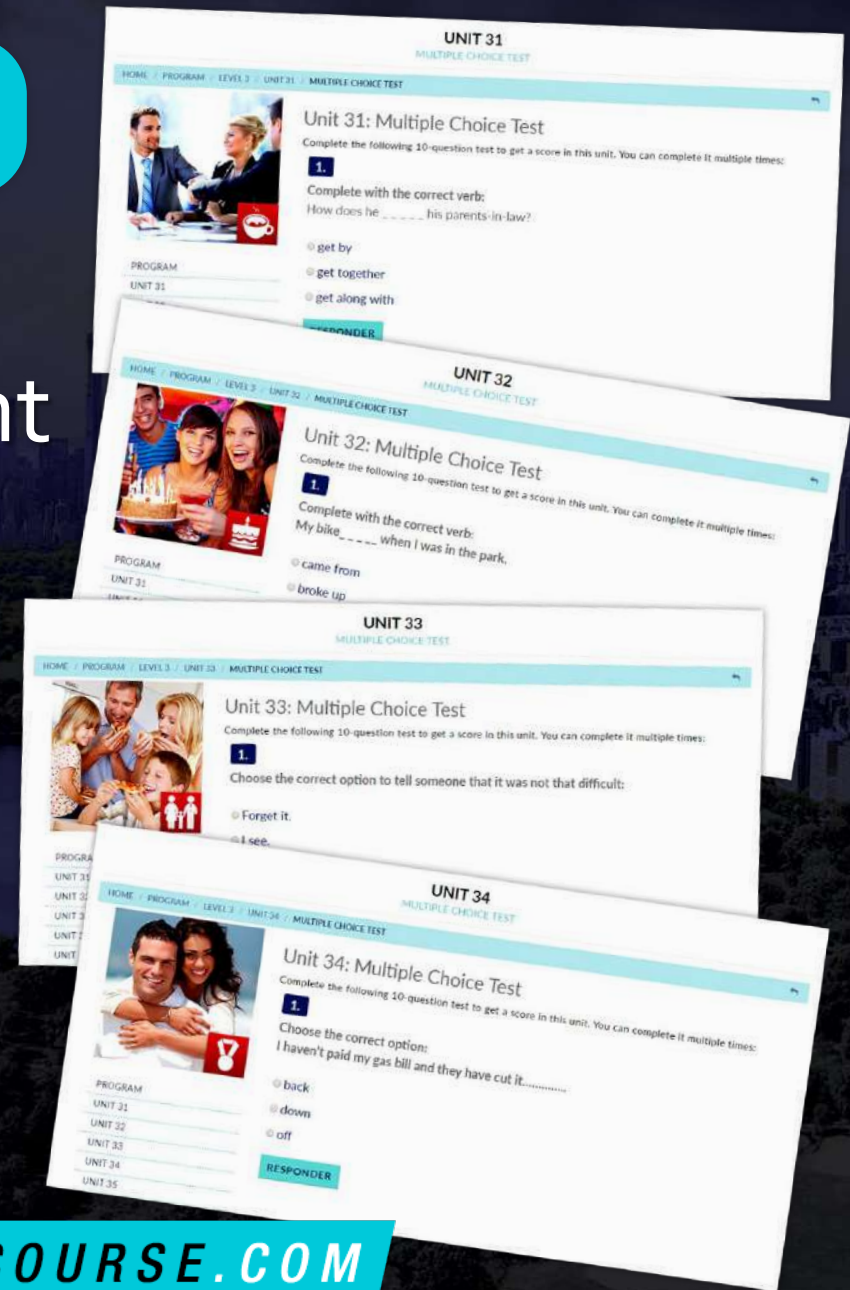 nt
UNIT 31
MULTIPLE CHOICE TEST
HOME / PROGRAM / LEVEL 3 / UNIT 31 / MULTIPLE CHOICE TEST
Unit 31: Multiple Choice Test
Complete the following 10-question test to get a score in this unit. You can complete it multiple times:
1.
Complete with the correct verb:
How does he _ _ _ _ _ his parents-in-law?
get by
get together
get along with
RESPONDER
PROGRAM
UNIT 31
UNIT 32
MULTIPLE CHOICE TEST
HOME / PROGRAM / LEVEL 3 / UNIT 32 / MULTIPLE CHOICE TEST
Unit 32: Multiple Choice Test
Complete the following 10-question test to get a score in this unit. You can complete it multiple times:
1.
Complete with the correct verb:
My bike_ _ _ _ _ when I was in the park.
came from
broke up
PROGRAM
UNIT 31
UNIT 33
MULTIPLE CHOICE TEST
HOME / PROGRAM / LEVEL 3 / UNIT 33 / MULTIPLE CHOICE TEST
Unit 33: Multiple Choice Test
Complete the following 10-question test to get a score in this unit. You can complete it multiple times:
1.
Choose the correct option to tell someone that it was not that difficult:
Forget it.
I see.
PROGRA
UNIT 31
UNIT 3
UNIT 3
UNIT
UNIT
UNIT 34
MULTIPLE CHOICE TEST
HOME / PROGRAM / LEVEL 3 / UNIT 34 / MULTIPLE CHOICE TEST
Unit 34: Multiple Choice Test
Complete the following 10-question test to get a score in this unit. You can complete it multiple times:
1.
Choose the correct option:
I haven't paid my gas bill and they have cut it.............
back
down
off
RESPONDER
PROGRAM
UNIT 31
UNIT 32
UNIT 33
UNIT 34
UNIT 35
COURSE.COM